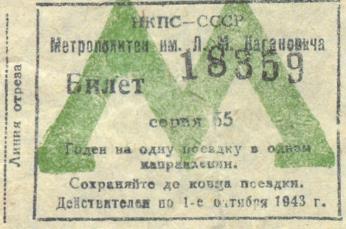 НКПС—СССР
Метрополитен им. Л. М. Кагановича
18359
Билет
серия 55
Годен на одну поездку в одном
направлении.
Сохраняйте до конца поездки.
Действителен по 1-е октября 1943 г.
Линия отреза
М